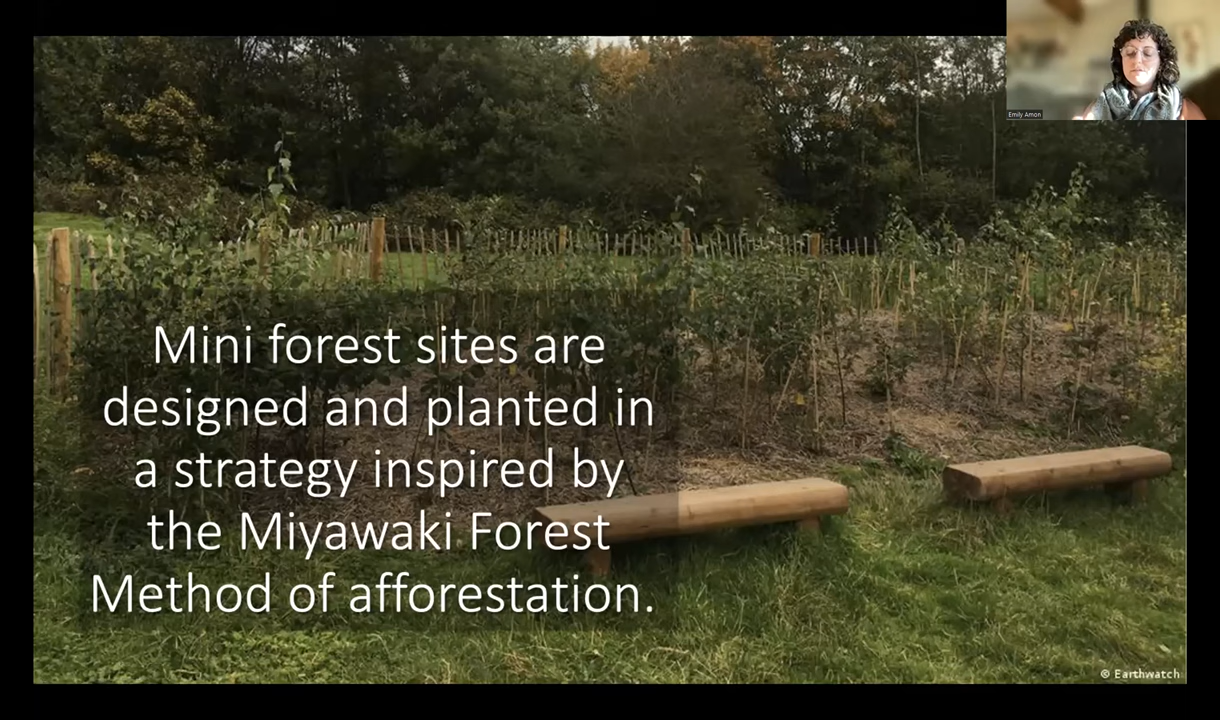 Emily Amon
Mini forest sites are
designed and planted in
a strategy inspired by
the Miyawaki Forest
Method of afforestation.
© Earthwatch